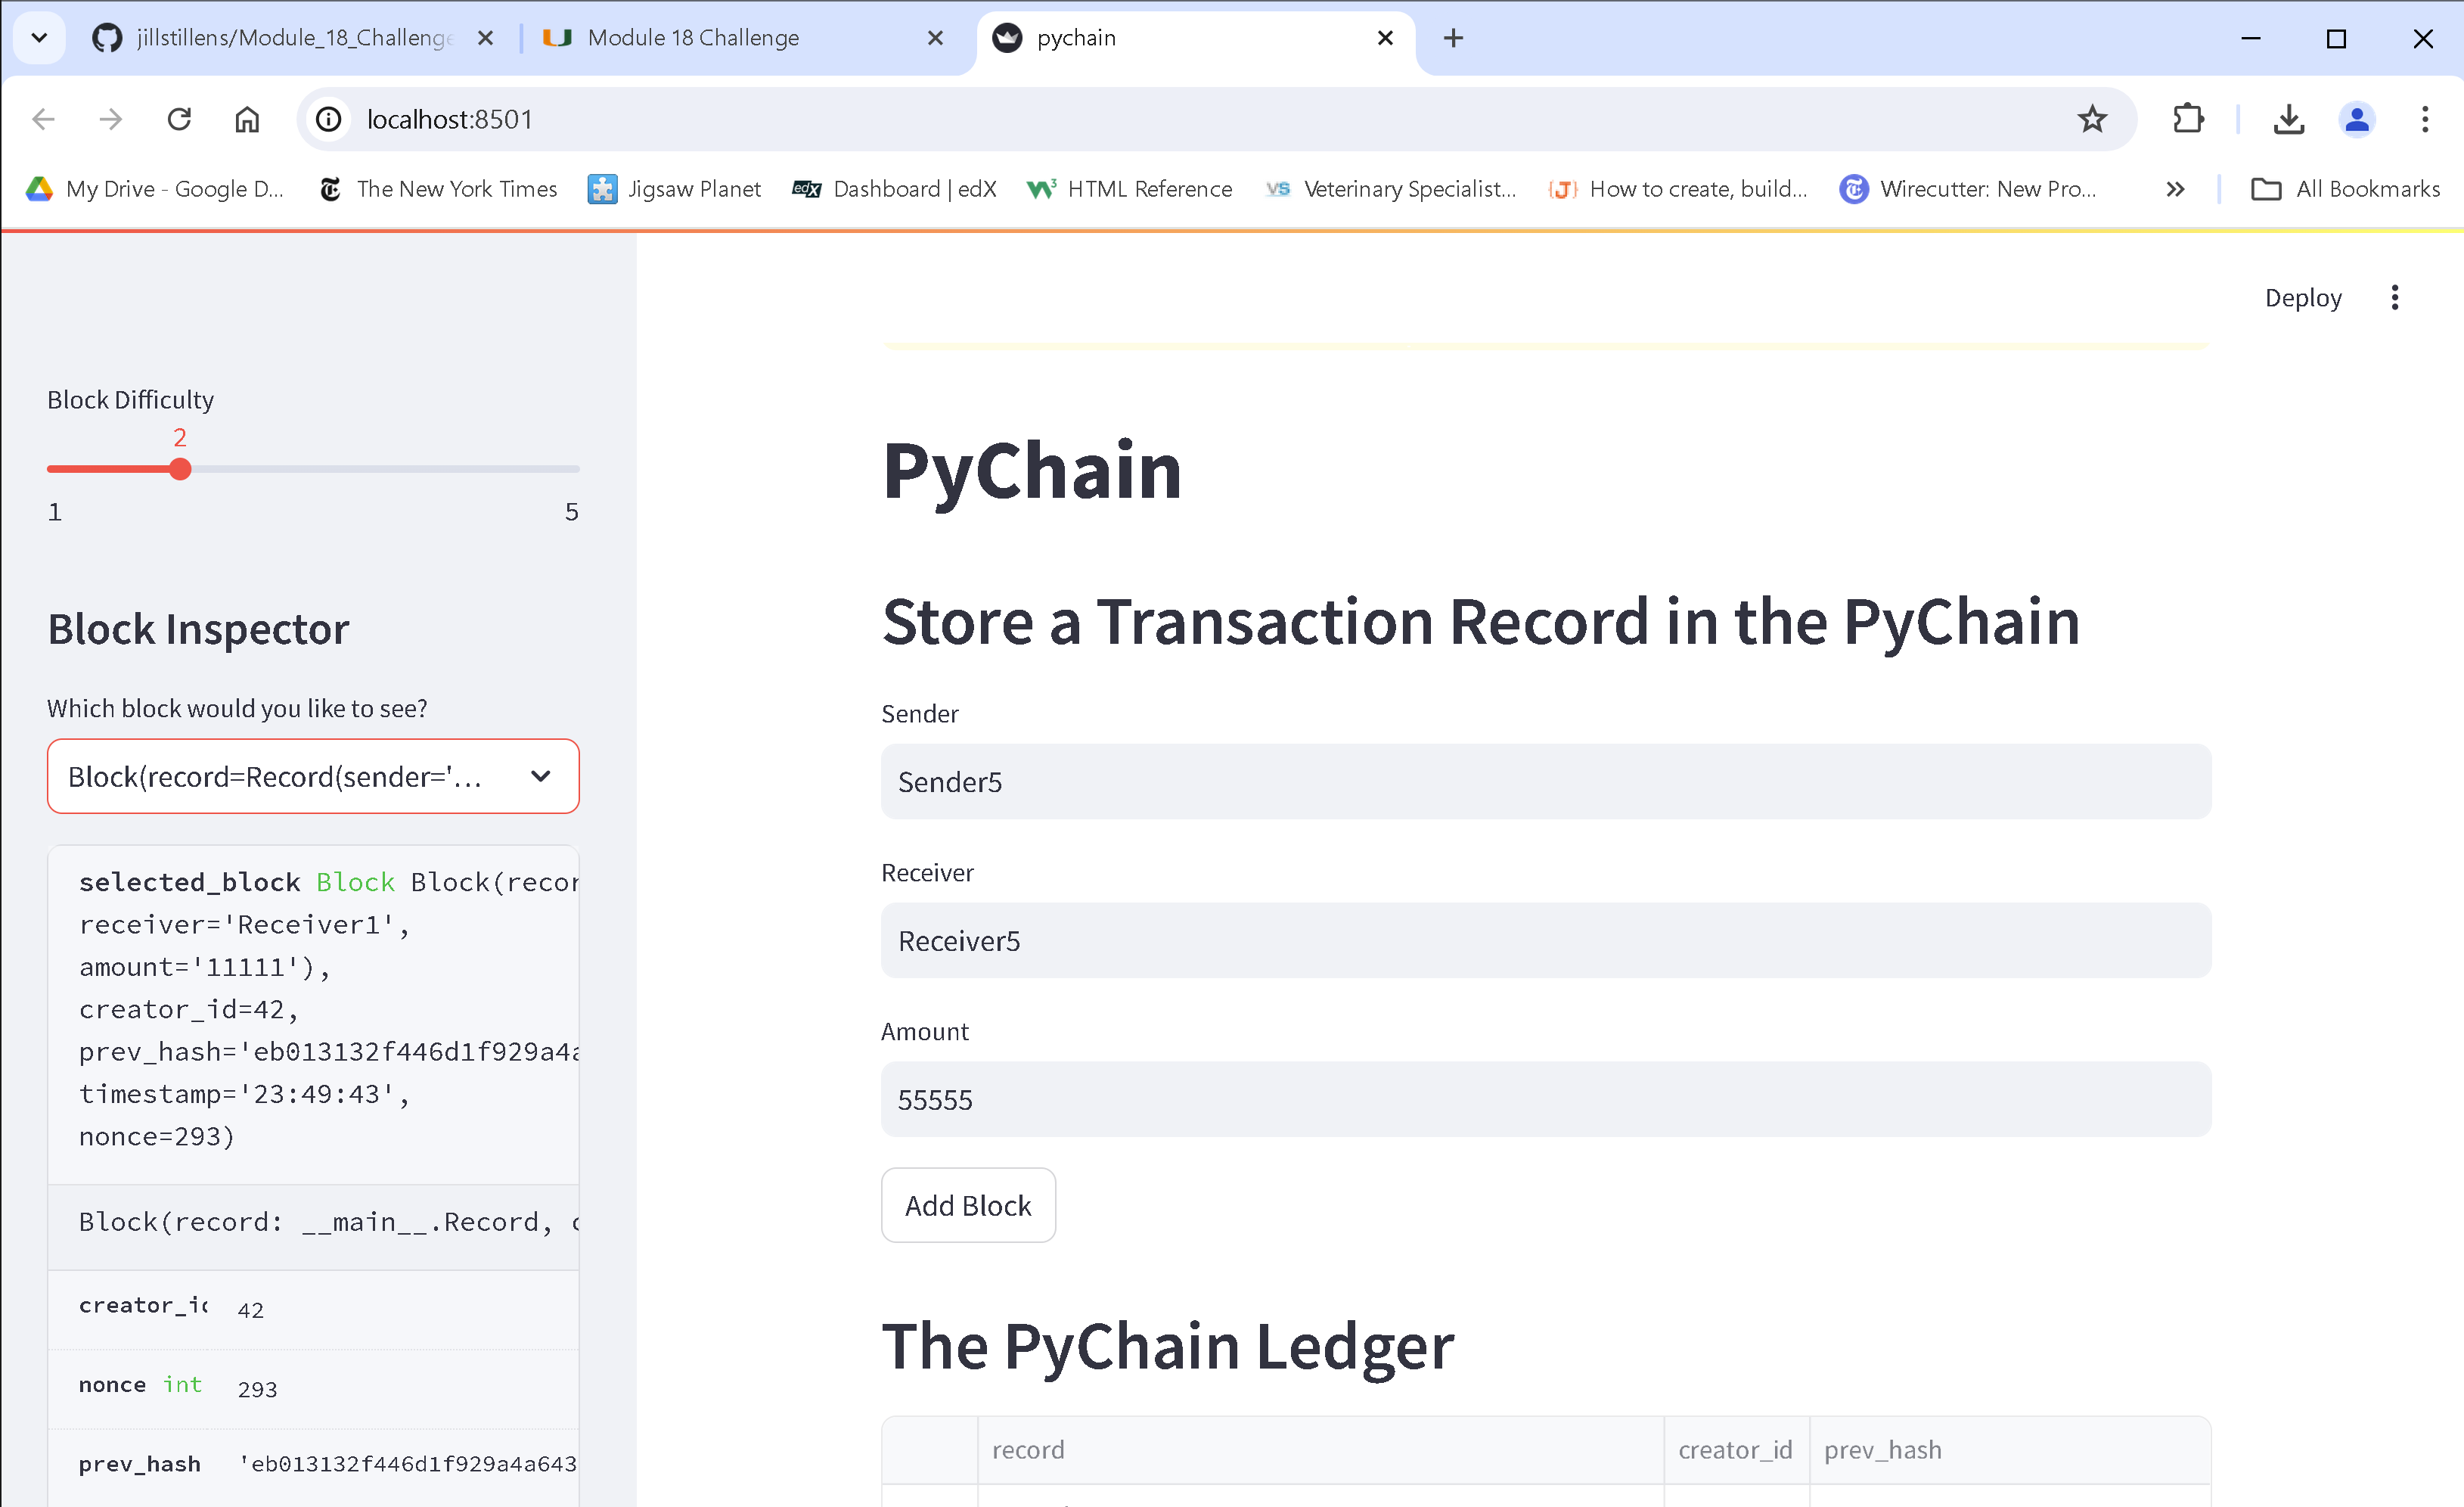 jillstillens/Module_18_Challenge
Module 18 Challenge
pychain
localhost:8501
My Drive - Google D...
The New York Times
Jigsaw Planet
edX
Dashboard | edX
HTML Reference
VS
Veterinary Specialist...
{J}
How to create, build...
Wirecutter: New Pro...
All Bookmarks
Deploy
Block Difficulty
2
1
5
Block Inspector
Which block would you like to see?
Block(record=Record(sender='...
selected_block Block Block(recor
receiver='Receiver1',
amount='11111'),
creator_id=42,
prev_hash='eb013132f446d1f929a4a
timestamp='23:49:43',
nonce=293)
Block(record: __main__.Record, c
creator_id 42
nonce int 293
prev_hash 'eb013132f446d1f929a4a643
PyChain
Store a Transaction Record in the PyChain
Sender
Sender5
Receiver
Receiver5
Amount
55555
Add Block
The PyChain Ledger
record
creator_id
prev_hash